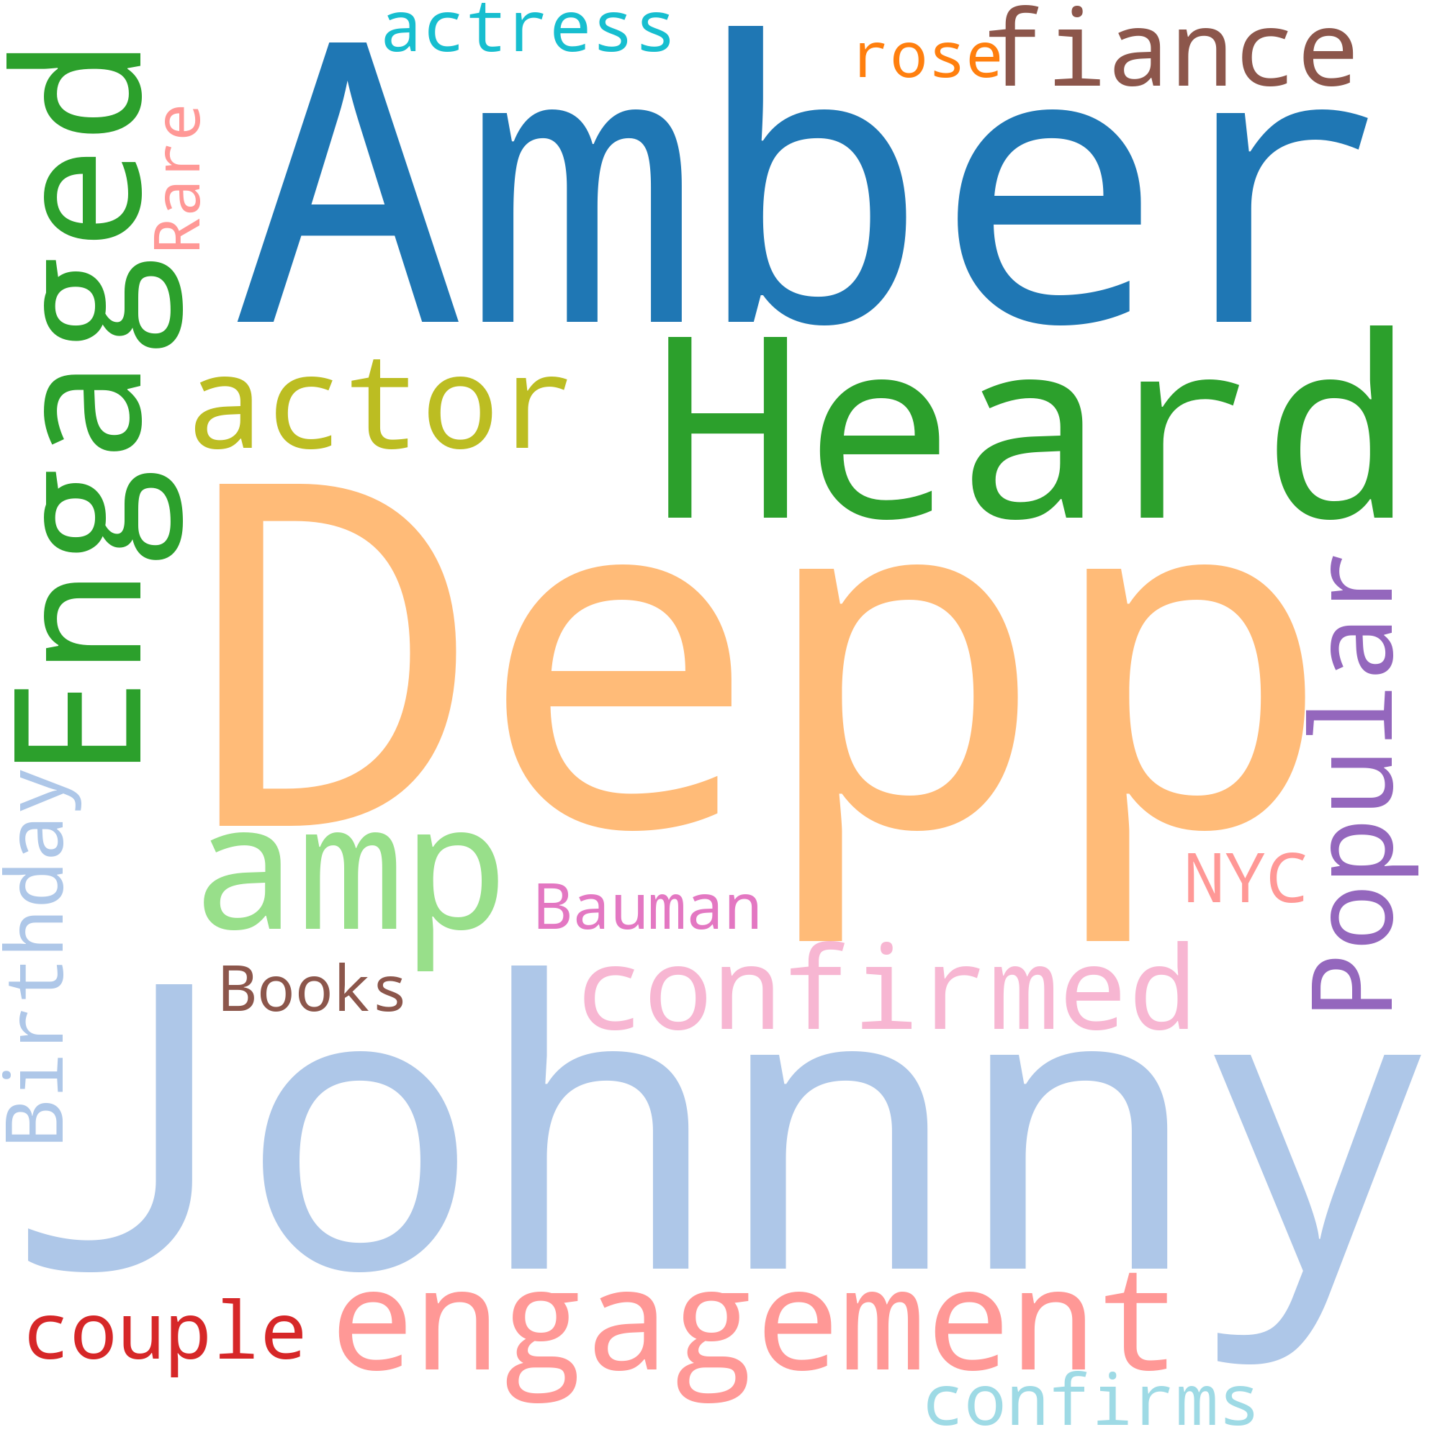 actress
rose
fiance
Amber
Engaged
Rare
actor
Heard
Depp
Popular
amp
Bauman
NYC
Birthday
Books
confirmed
Johnny
couple
engagement
confirms